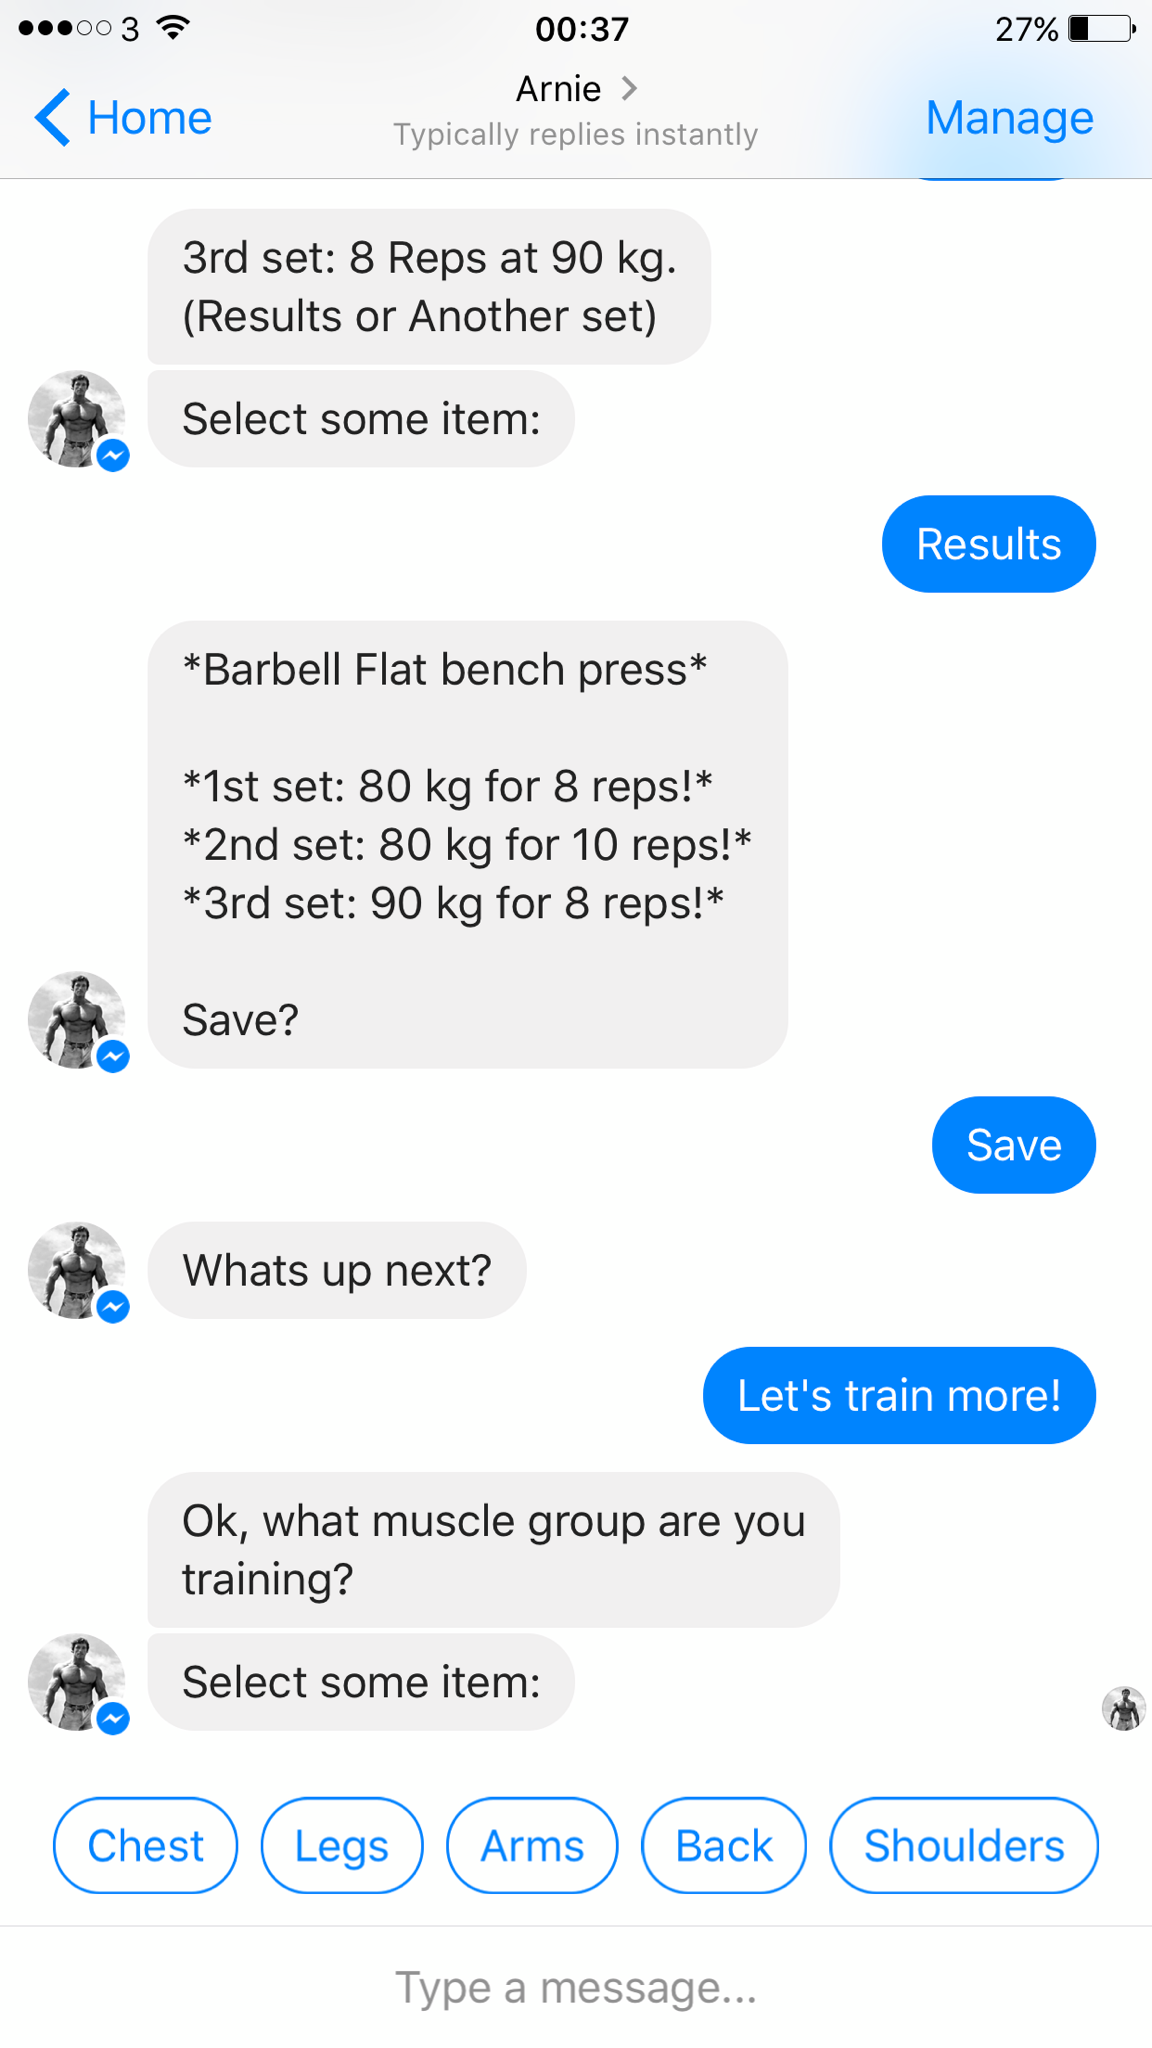 3
00:37
27%
Home
Arnie
Typically replies instantly
Manage
3rd set: 8 Reps at 90 kg.
(Results or Another set)
Select some item:
Results
*Barbell Flat bench press*
*1st set: 80 kg for 8 reps!*
*2nd set: 80 kg for 10 reps!*
*3rd set: 90 kg for 8 reps!*
Save?
Save
Whats up next?
Let's train more!
Ok, what muscle group are you
training?
Select some item:
Chest
Legs
Arms
Back
Shoulders
Type a message...